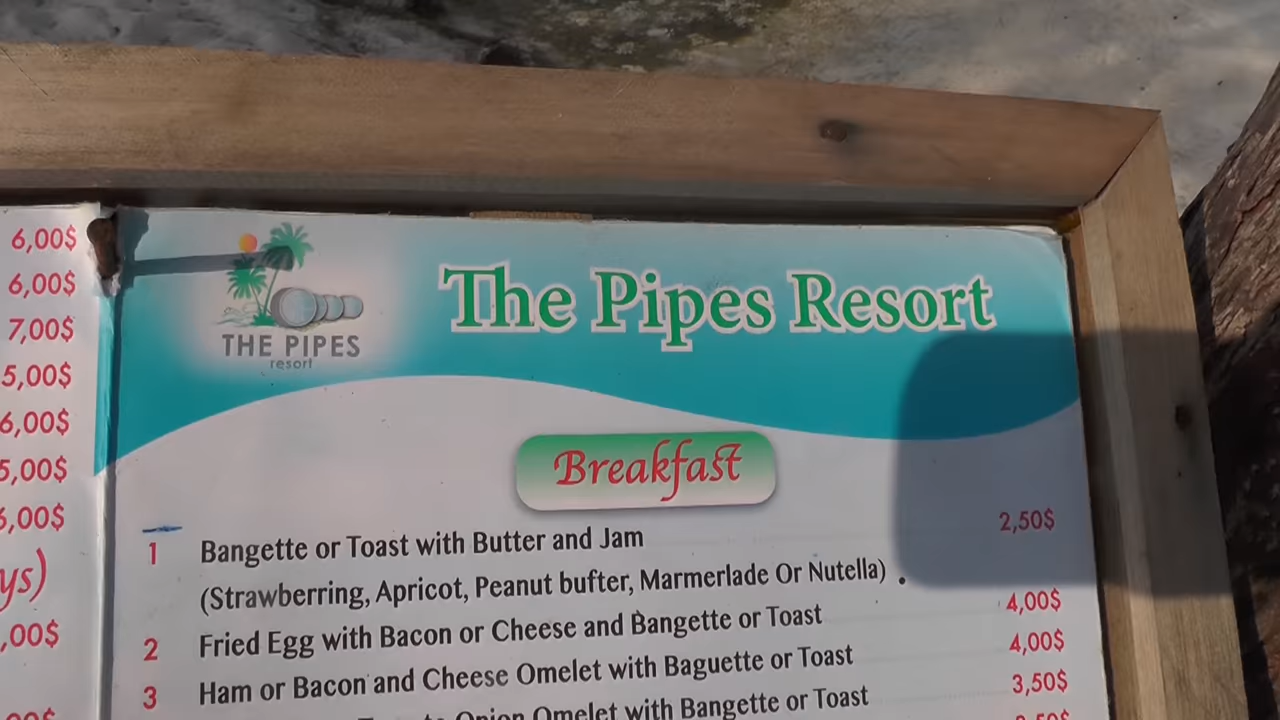 6,00$
6,00$
7,00$
5,00$
6,00$
5,00$
6,00$
ys)
,00$
THE PIPES
resort
The Pipes Resort
Breakfast
1 Bangette or Toast with Butter and Jam 2,50$
(Strawberring, Apricot, Peanut bufter, Marmerlade Or Nutella)
2 Fried Egg with Bacon or Cheese and Bangette or Toast 4,00$
3 Ham or Bacon and Cheese Omelet with Baguette or Toast 4,00$
Onion Omelet with Bangette or Toast 3,50$